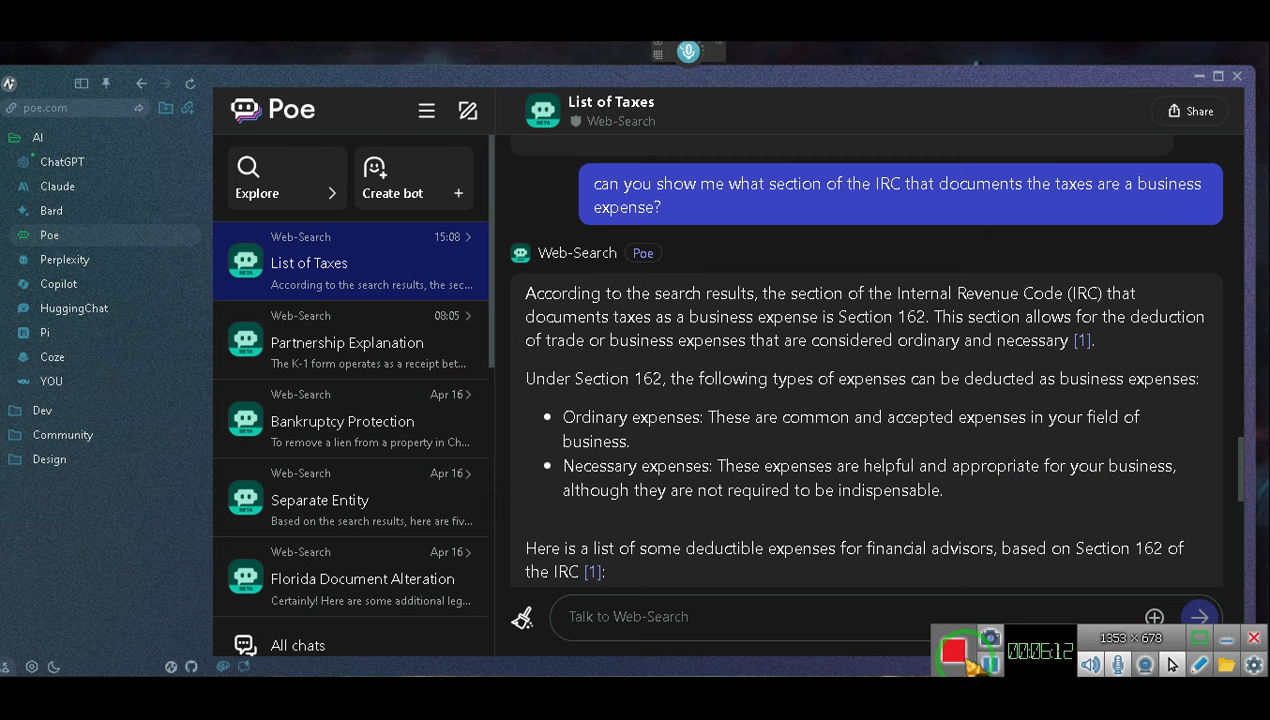 poe.com
AI
ChatGPT
Claude
Bard
Poe
Perplexity
Copilot
HuggingChat
Pi
Coze
YOU
YOU
Dev
Community
Design
Poe
BETA
List of Taxes
Web-Search
Share
Explore
Create bot +
Web-Search 15:08
List of Taxes
According to the search results, the sec...
BETA
Web-Search 08:05
Partnership Explanation
The K-1 form operates as a receipt bet...
BETA
Web-Search Apr 16
Bankruptcy Protection
To remove a lien from a property in Ch...
BETA
Web-Search Apr 16
Separate Entity
Based on the search results, here are fiv...
BETA
Web-Search Apr 16
Florida Document Alteration
Certainly! Here are some additional leg...
BETA
All chats
can you show me what section of the IRC that documents the taxes are a business
expense?
Web-Search Poe
According to the search results, the section of the Internal Revenue Code (IRC) that
documents taxes as a business expense is Section 162. This section allows for the deduction
of trade or business expenses that are considered ordinary and necessary [1].
Under Section 162, the following types of expenses can be deducted as business expenses:
• Ordinary expenses: These are common and accepted expenses in your field of
business.
• Necessary expenses: These expenses are helpful and appropriate for your business,
although they are not required to be indispensable.
Here is a list of some deductible expenses for financial advisors, based on Section 162 of
the IRC [1]:
Talk to Web-Search
1353 × 678
00:06:12